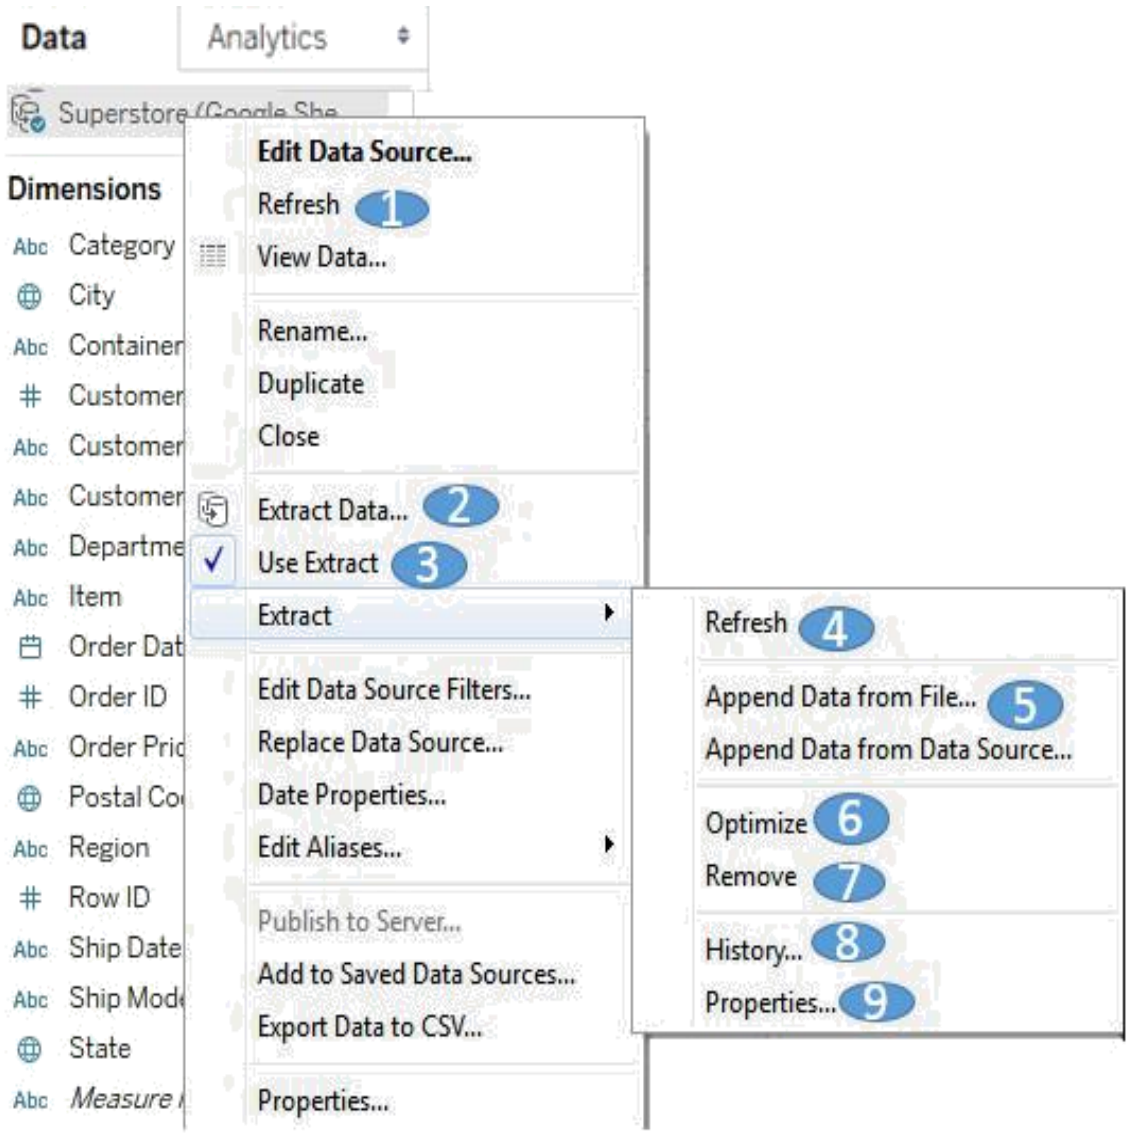 Data
Analytics
Superstore (Google She
Edit Data Source...
Refresh 1
View Data...
Rename...
Duplicate
Close
Extract Data... 2
Use Extract 3
Extract
Edit Data Source Filters...
Replace Data Source...
Date Properties...
Edit Aliases...
Publish to Server...
Add to Saved Data Sources...
Export Data to CSV...
Properties...
Refresh 4
Append Data from File... 5
Append Data from Data Source...
Optimize 6
Remove 7
History... 8
Properties... 9
Dimensions
Abc Category
City
Abc Container
# Customer
Abc Customer
Abc Customer
Abc Departme
Abc Item
Order Dat
# Order ID
Abc Order Prio
Postal Co
Abc Region
# Row ID
Abc Ship Date
Abc Ship Mode
State
Abc Measure